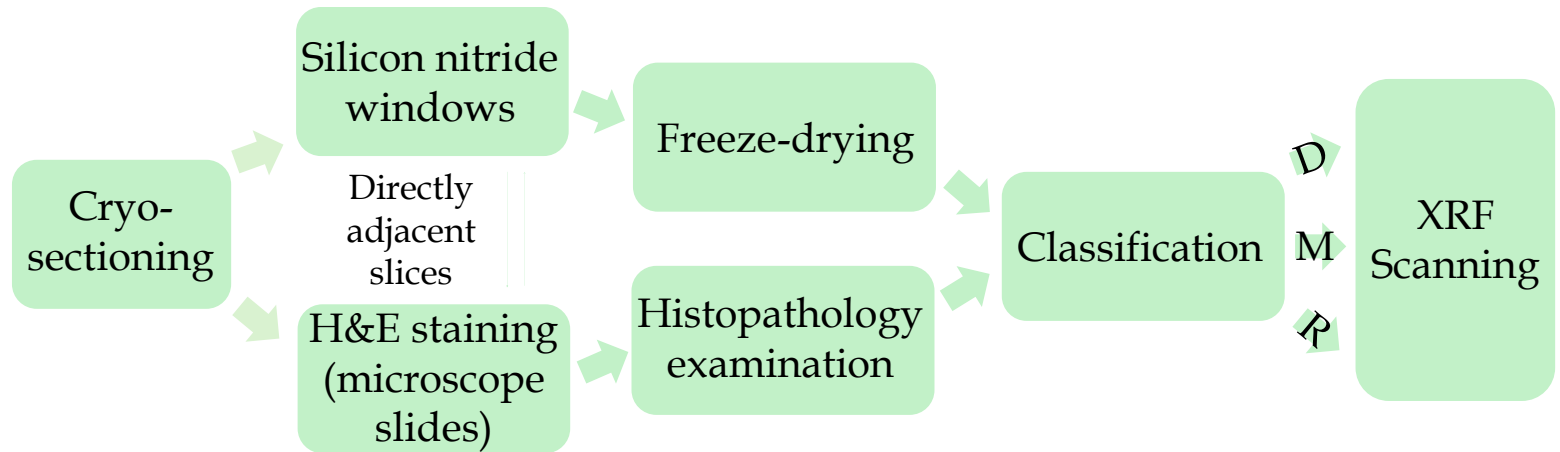 Cryo-
sectioning
Silicon nitride
windows
Directly
adjacent
slices
H&E staining
(microscope
slides)
Freeze-drying
Histopathology
examination
Classification
D
M
R
XRF
Scanning